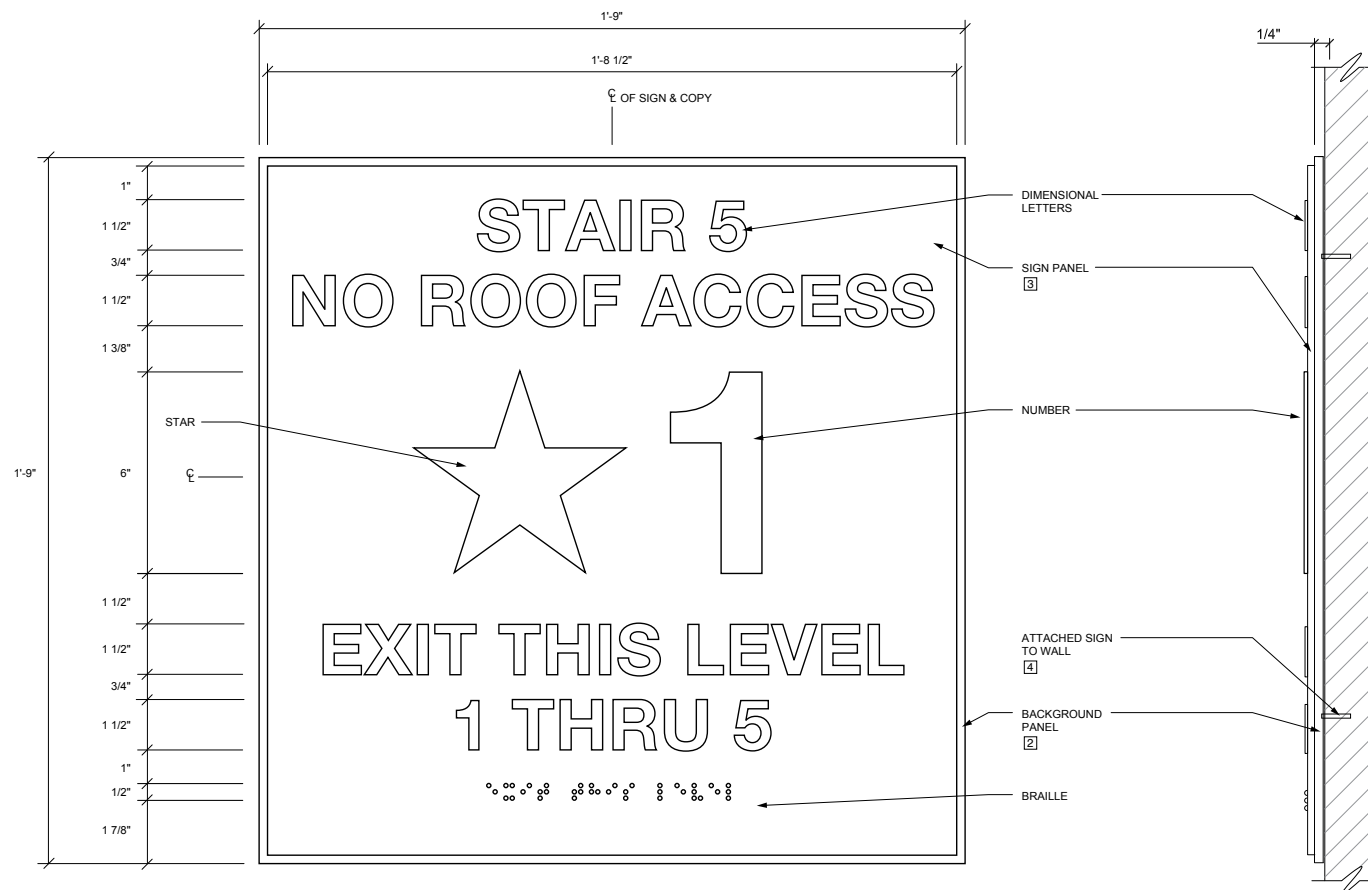 1'-9"
1'-8 1/2"
℄ OF SIGN & COPY
1/4"
1"
1 1/2"
3/4"
1 1/2"
1 3/8"
6"
1 1/2"
1 1/2"
3/4"
1 1/2"
1"
1/2"
1 7/8"
1'-9"
STAR
℄
STAIR 5
NO ROOF ACCESS
1
EXIT THIS LEVEL
1 THRU 5
DIMENSIONAL
LETTERS
SIGN PANEL
3
NUMBER
ATTACHED SIGN
TO WALL
4
BACKGROUND
PANEL
2
BRAILLE